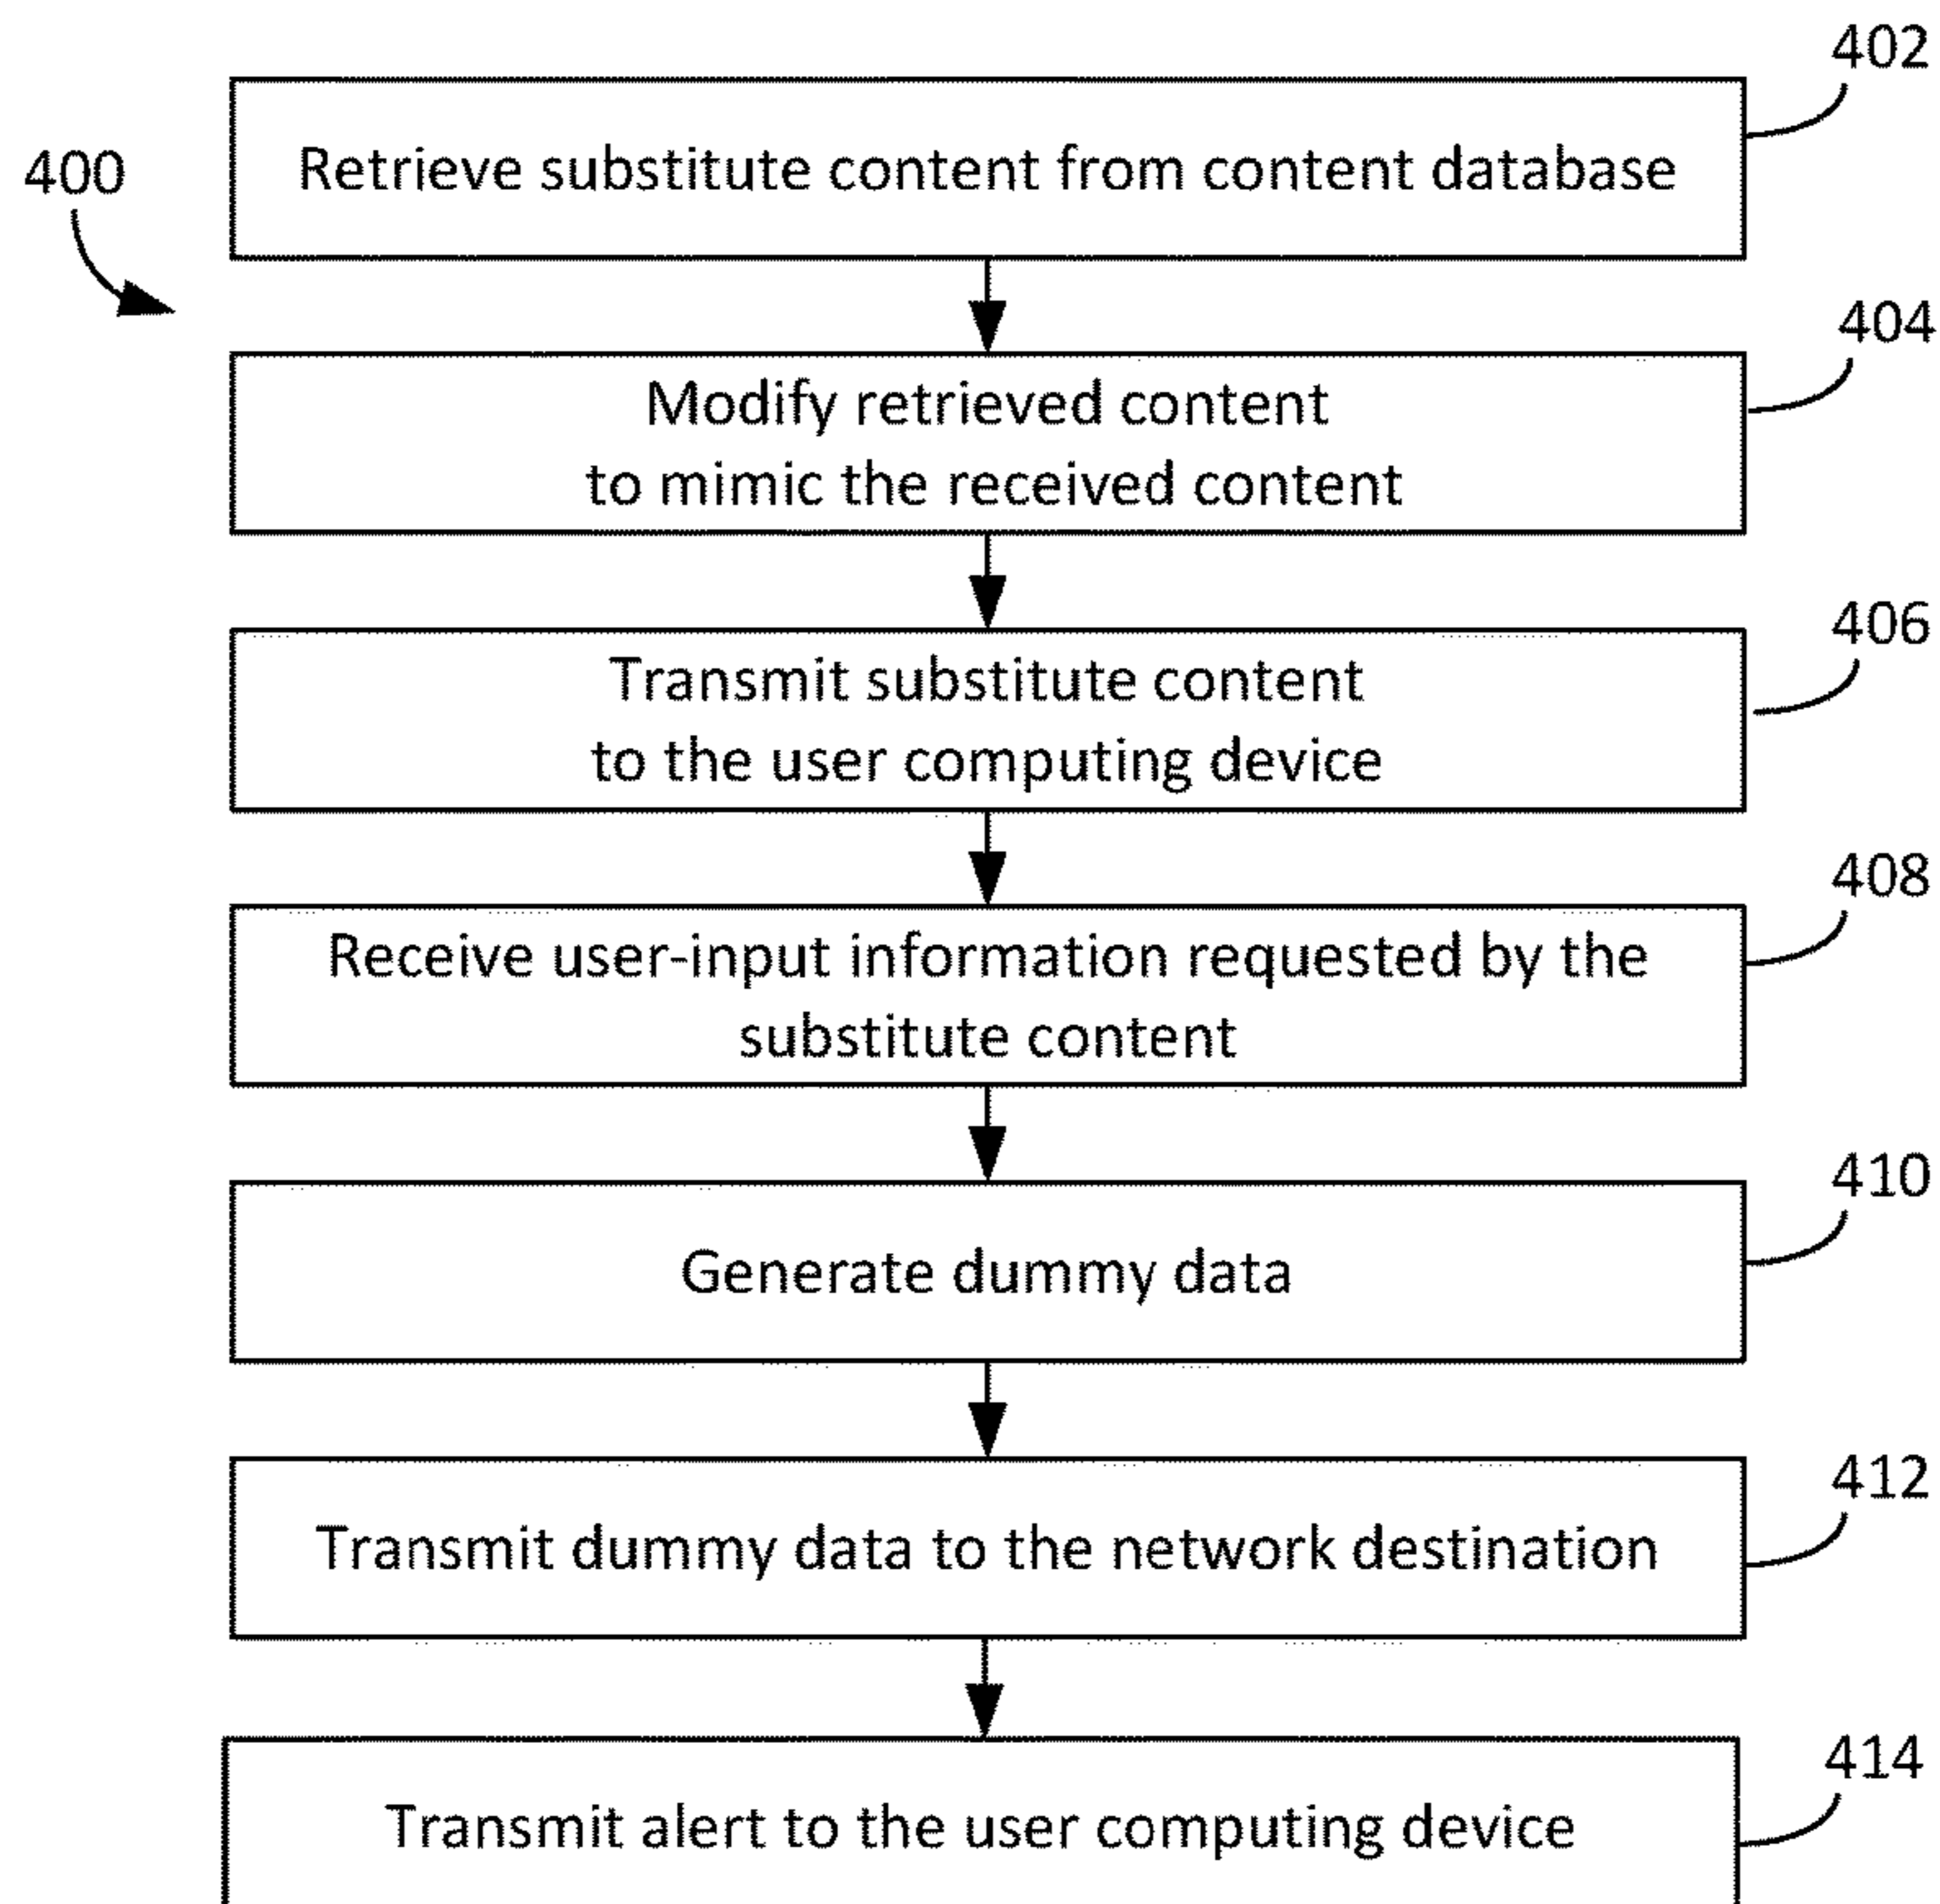 402
Retrieve substitute content from content database
400
404
Modify retrieved content
to mimic the received content
406
Transmit substitute content
to the user computing device
408
Receive user-input information requested by the
substitute content
410
Generate dummy data
412
Transmit dummy data to the network destination
414
Transmit alert to the user computing device